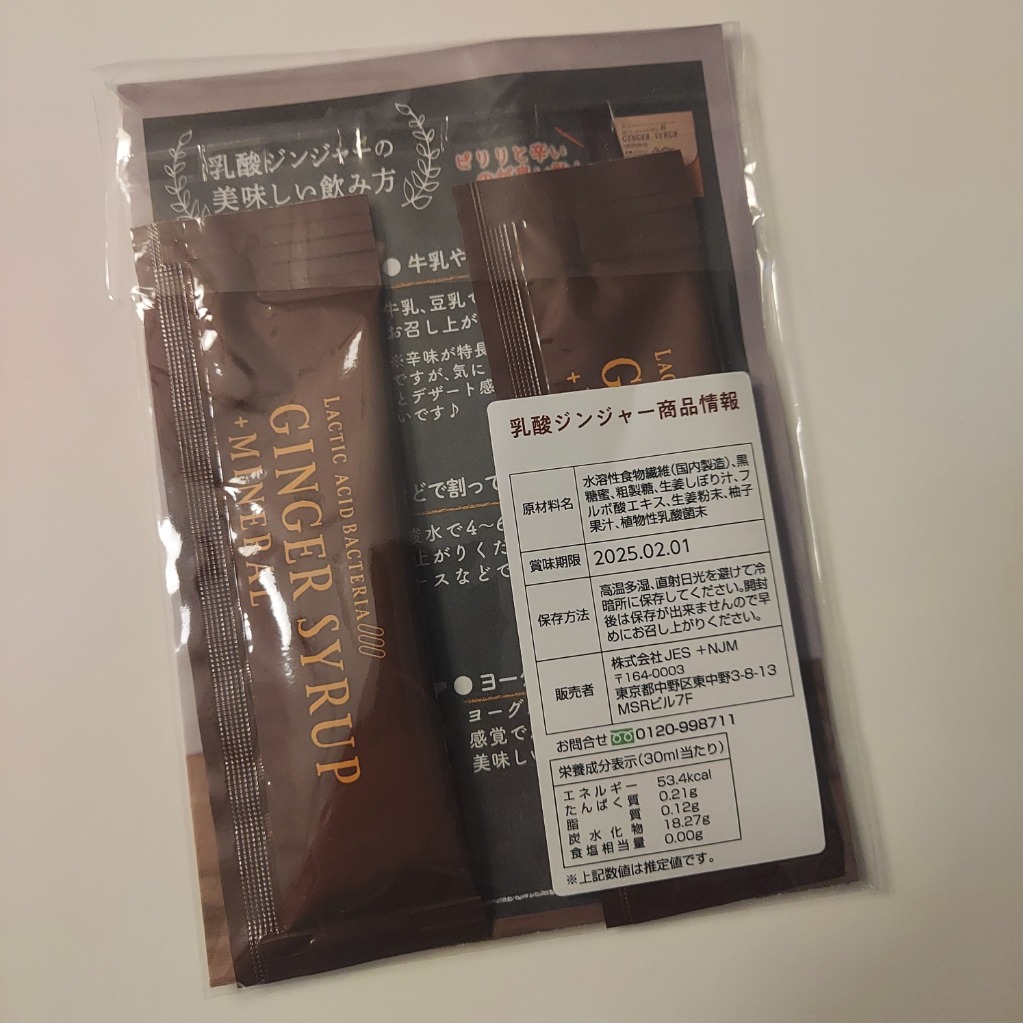 乳酸ジンジャーの
美味しい飲み方
ピリリと辛い
GINGER SYRUP
● 牛乳や
牛乳、豆乳で
お召し上が
※辛味が特長
ですが、気に
とデザート感
いです♪
どで割って
酸水で4〜6
上がりくだ
ースなどで
● ヨーグ
ヨーグ
感覚で
美味しい
LACTIC ACID BACTERIA
GINGER SYRUP
+MINERAL
乳酸ジンジャー商品情報
原材料名
水溶性食物繊維(国内製造)、黒
糖蜜、粗製糖、生姜しぼり汁、フ
ルボ酸エキス、生姜粉末、柚子
果汁、植物性乳酸菌末
賞味期限 2025.02.01
保存方法
高温多湿、直射日光を避けて冷
暗所に保存してください。開封
後は保存が出来ませんので早
めにお召し上がりください。
販売者
株式会社JES +NJM
〒164-0003
東京都中野区東中野3-8-13
MSRビル7F
お問合せ 0120-998711
栄養成分表示(30ml当たり)
エネルギー 53.4kcal
たんぱく質 0.21g
脂質 0.12g
炭水化物 18.27g
食塩相当量 0.00g
※上記数値は推定値です。